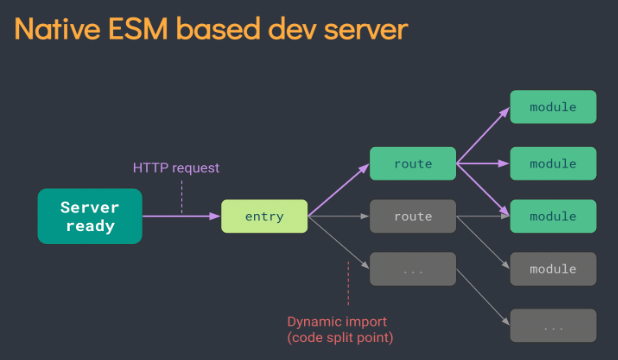 Native ESM based dev server
module
HTTP request
route
module
Server
ready
entry
route
module
...
module
Dynamic import
(code split point)
...